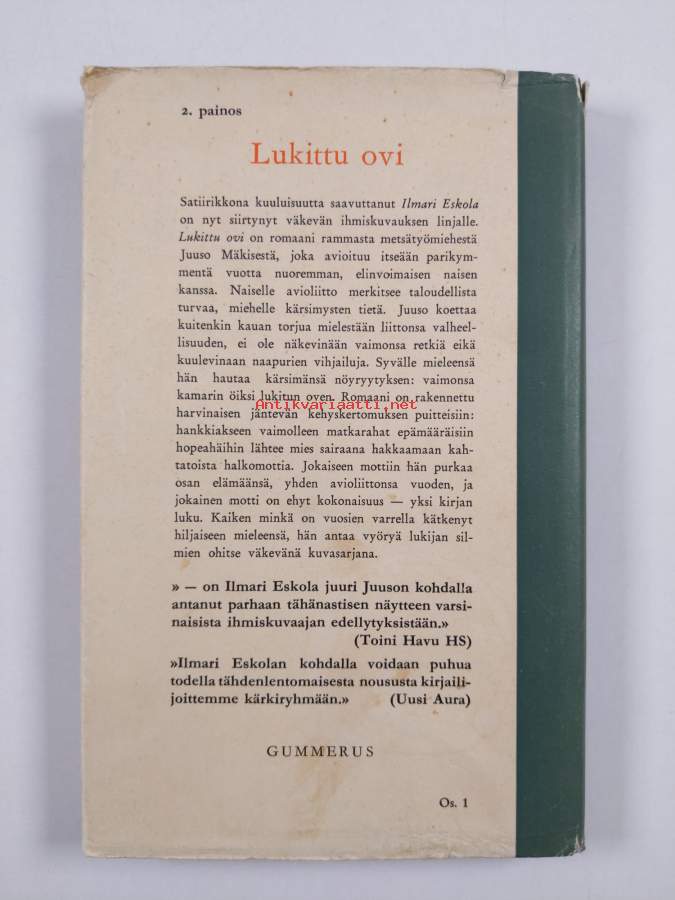 2. painos
Lukittu ovi
Satiirikkona kuuluisuutta saavuttanut Ilmari Eskola
on nyt siirtynyt väkevän ihmiskuvauksen linjalle.
Lukittu ovi on romaani rammasta metsätyömiehestä
Juuso Mäkisestä, joka avioituu itseään parikym-
mentä vuotta nuoremman, elinvoimaisen naisen
kanssa. Naiselle avioliitto merkitsee taloudellista
turvaa, miehelle kärsimysten tietä. Juuso koettaa
kuitenkin kauan torjua mielestään liittonsa valheel-
lisuuden, ei ole näkevinään vaimonsa retkiä eikä
kuulevinaan naapurien vihjailuja. Syvälle mieleensä
hän hautaa kärsimänsä nöyryytyksen: vaimonsa
kamarin öiksi lukitun oven. Romaani on rakennettu
Antikvariaatti.net
harvinaisen jäntevän kehyskertomuksen puitteisiin:
hankkiakseen vaimolleen matkarahat epämääräisiin
hopeahäihin lähtee mies sairaana hakkaamaan kah-
tatoista halkomottia. Jokaiseen mottiin hän purkaa
osan elämäänsä, yhden avioliittonsa vuoden, ja
jokainen motti on ehyt kokonaisuus — yksi kirjan
luku. Kaiken minkä on vuosien varrella kätkenyt
hiljaiseen mieleensä, hän antaa vyöryä lukijan sil-
mien ohitse väkevänä kuvasarjana.
» — on Ilmari Eskola juuri Juuson kohdalla
antanut parhaan tähänastisen näytteen varsi-
naisista ihmiskuvaajan edellytyksistään.»
(Toini Havu HS)
»Ilmari Eskolan kohdalla voidaan puhua
todella tähdenlentomaisesta noususta kirjaili-
joittemme kärkiryhmään.» (Uusi Aura)
GUMMERUS
Os. 1